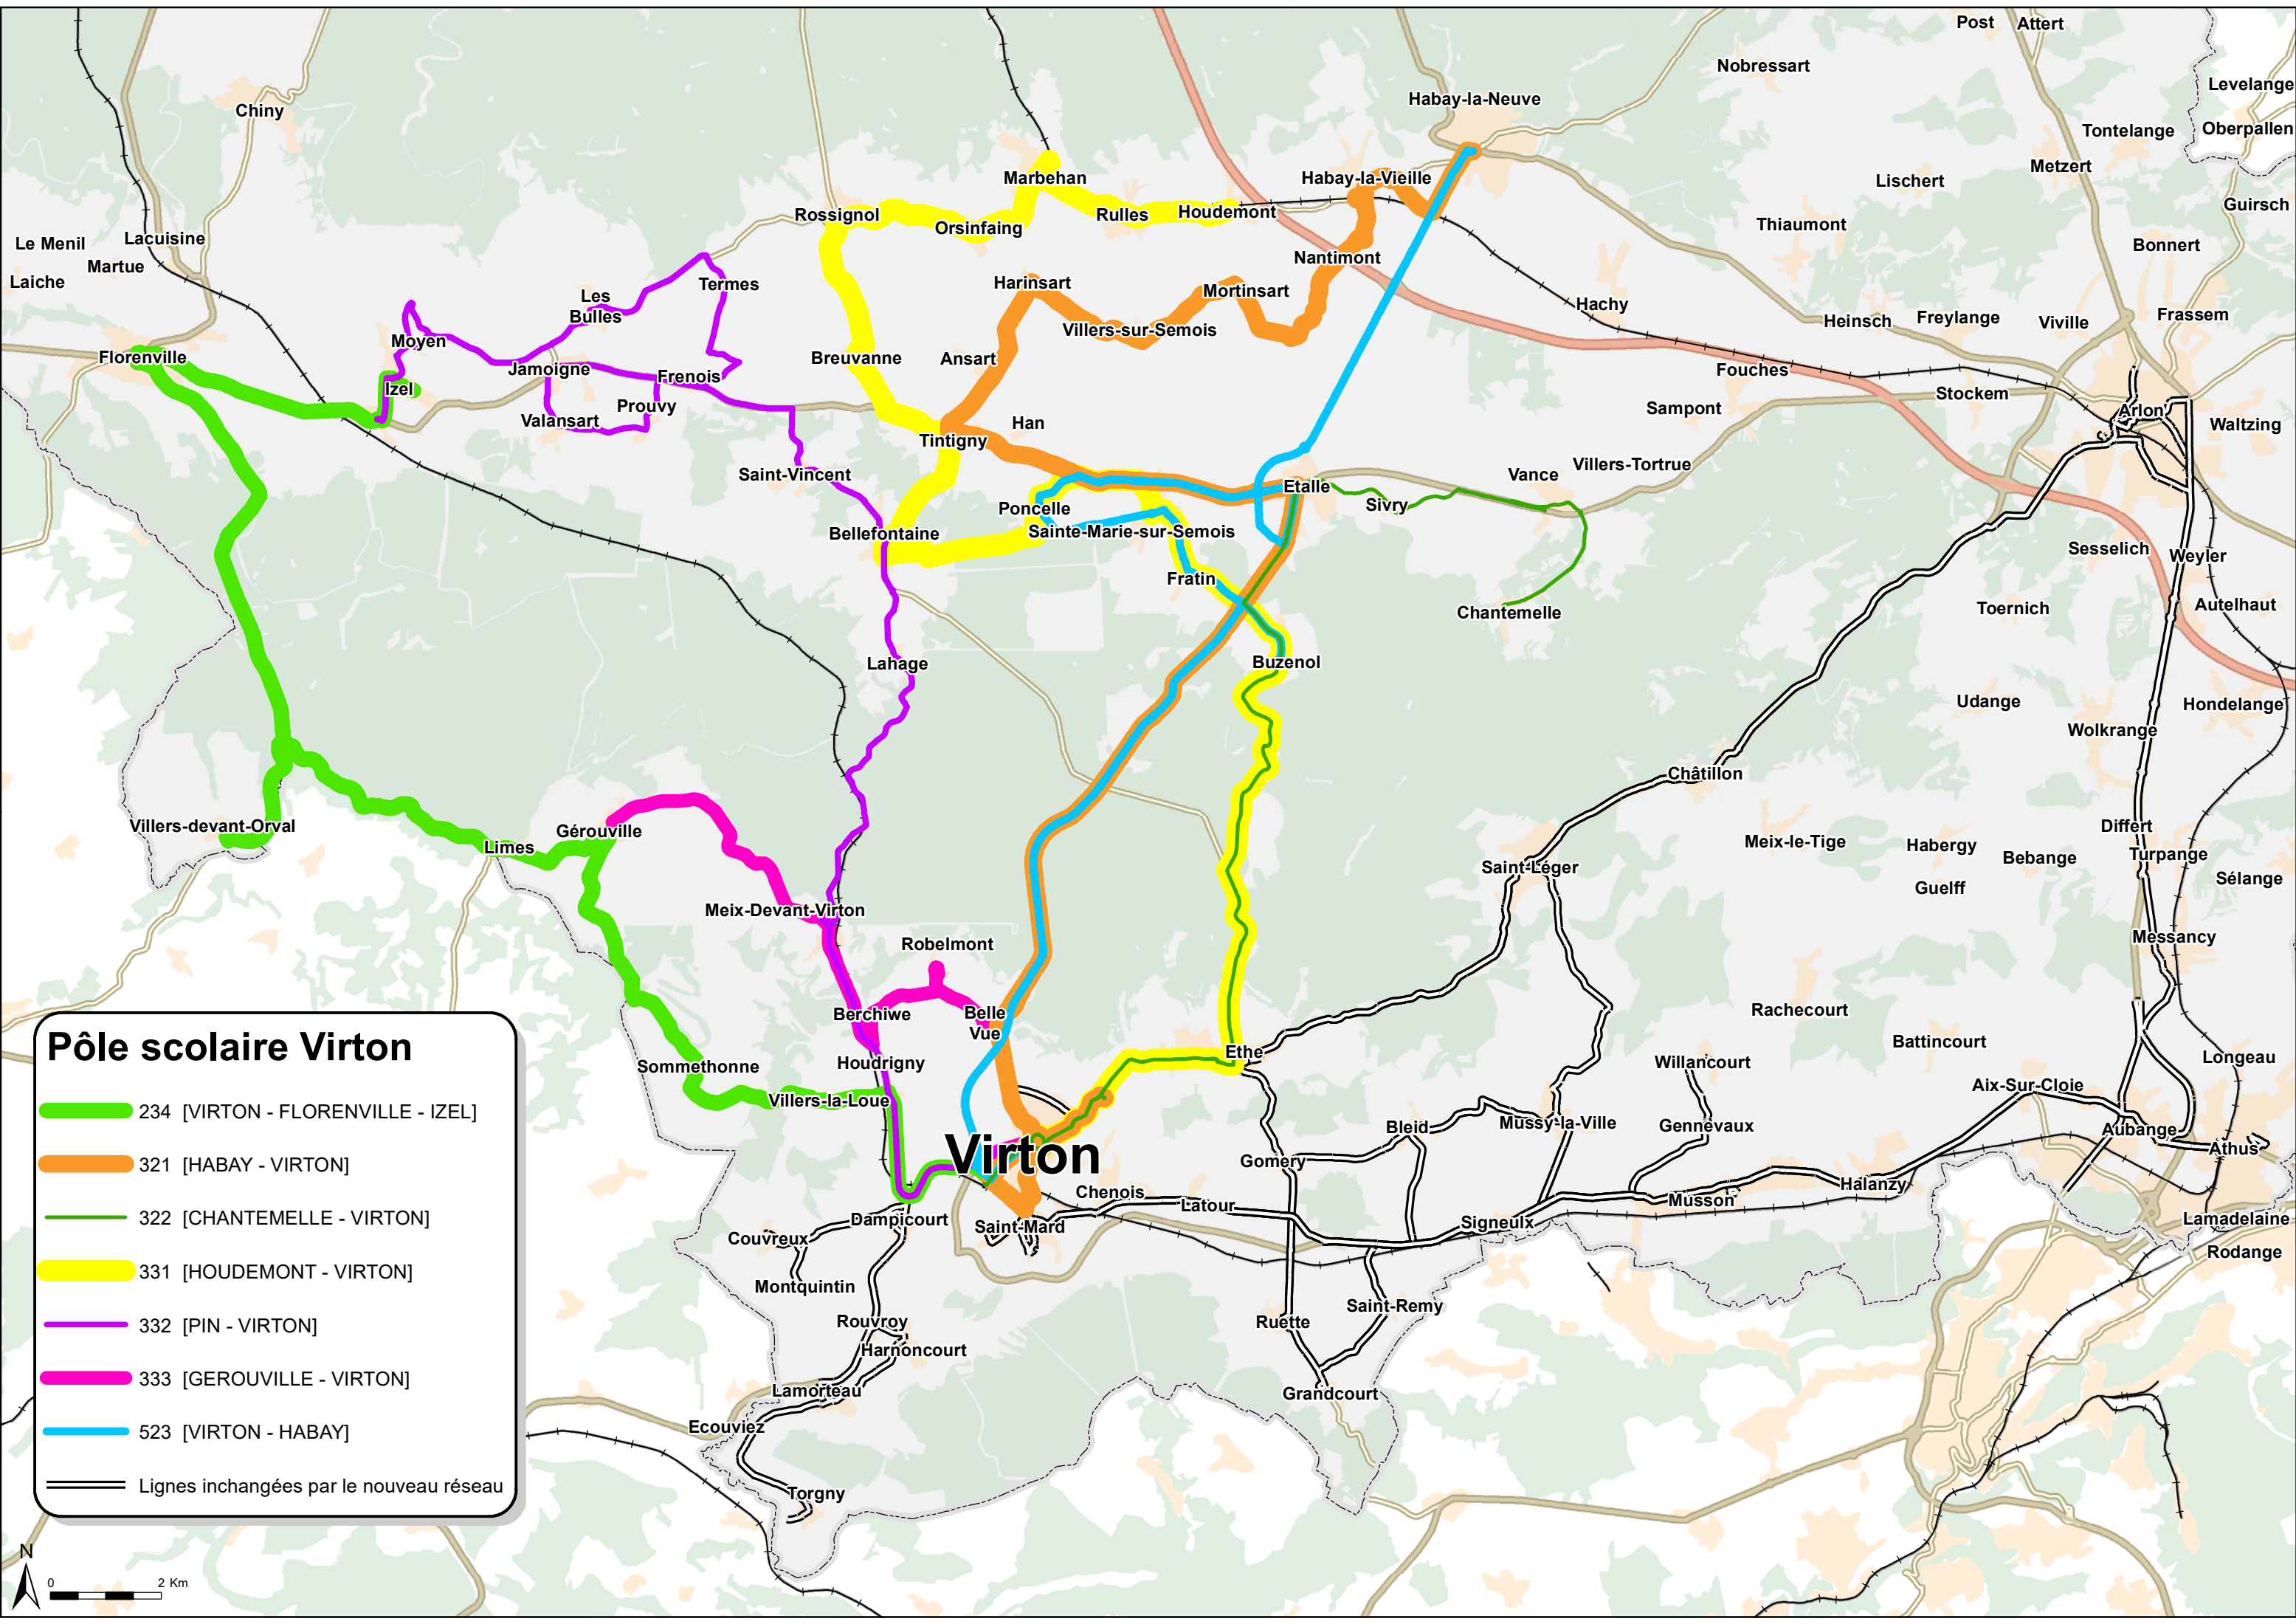 Post
Attert
Nobressart
Levelange
Habay-la-Neuve
Chiny
Tontelange
Oberpallen
Metzert
Marbehan
Habay-la-Vieille
Lischert
Guirsch
Rossignol
Rulles
Houdemont
Orsinfaing
Thiaumont
Le Menil
Lacuisine
Bonnert
Martue
Nantimont
Laiche
Termes
Harinsart
Mortinsart
Les
Bulles
Hachy
Villers-sur-Semois
Heinsch
Freylange
Viville
Frassem
Moyen
Florenville
Breuvanne
Ansart
Jamoigne
Frenois
Fouches
Izel
Stockem
Prouvy
Valansart
Sampont
Arlon
Waltzing
Han
Tintigny
Saint-Vincent
Villers-Tortrue
Vance
Etalle
Sivry
Poncelle
Bellefontaine
Sainte-Marie-sur-Semois
Sesselich
Weyler
Fratin
Chantemelle
Toernich
Autelhaut
Lahage
Buzenol
Udange
Hondelange
Wolkrange
Châtillon
Villers-devant-Orval
Gérouville
Differt
Limes
Meix-le-Tige
Habergy
Bebange
Turpange
Saint-Léger
Guelff
Sélange
Meix-Devant-Virton
Robelmont
Messancy
Berchiwe
Belle
Vue
Rachecourt
Battincourt
Ethe
Houdrigny
Sommethonne
Willancourt
Longeau
Aix-Sur-Cloie
Villers-la-Loue
Bleid
Mussy-la-Ville
Gennevaux
Aubange
Athus
Virton
Gomery
Halanzy
Chenois
Latour
Musson
Dampicourt
Saint-Mard
Signeulx
Lamadelaine
Couvreux
Rodange
Montquintin
Saint-Remy
Rouvroy
Ruette
Harnoncourt
Lamorteau
Grandcourt
Ecouviez
Torgny
Pôle scolaire Virton
234 [VIRTON - FLORENVILLE - IZEL]
321 [HABAY - VIRTON]
322 [CHANTEMELLE - VIRTON]
331 [HOUDEMONT - VIRTON]
332 [PIN - VIRTON]
333 [GEROUVILLE - VIRTON]
523 [VIRTON - HABAY]
Lignes inchangées par le nouveau réseau
N
0 2 Km